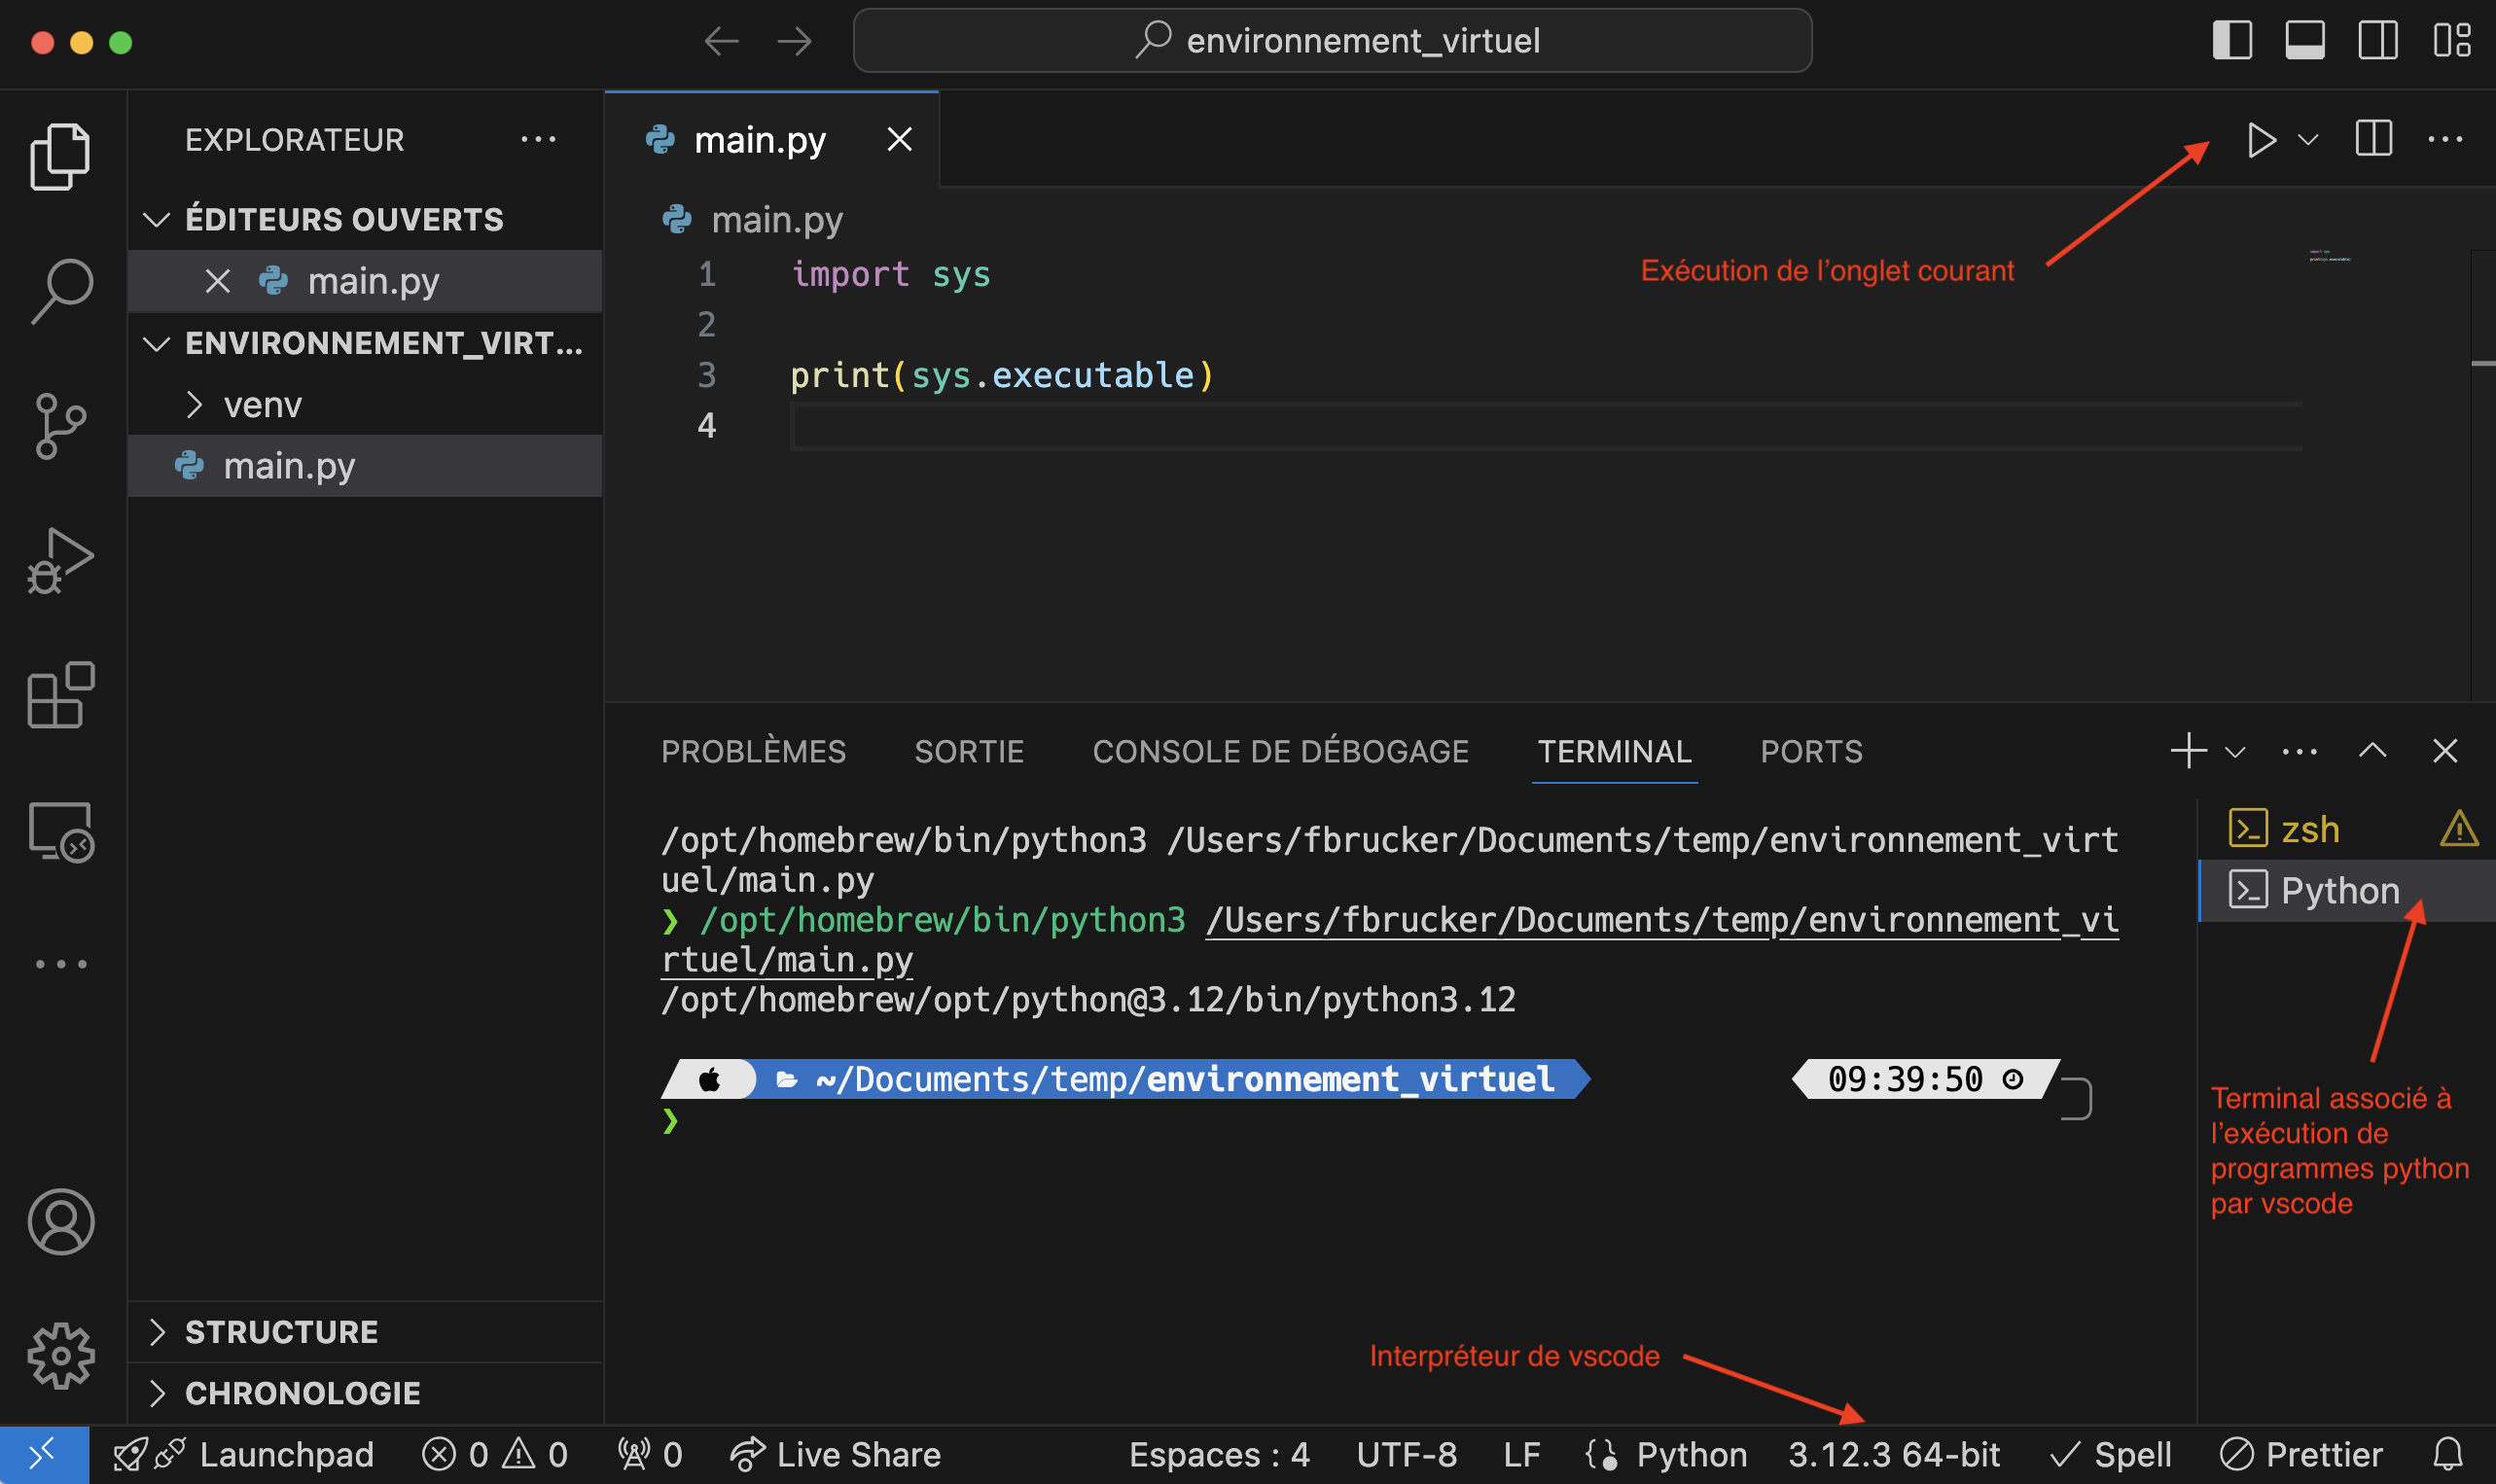 environnement_virtuel
EXPLORATEUR
ÉDITEURS OUVERTS
main.py
ENVIRONNEMENT_VIRT...
venv
main.py
STRUCTURE
CHRONOLOGIE
main.py
main.py
1 import sys
2
3 print(sys.executable)
4
Exécution de l’onglet courant
PROBLÈMES SORTIE CONSOLE DE DÉBOGAGE TERMINAL PORTS
/opt/homebrew/bin/python3 /Users/fbrucker/Documents/temp/environnement_virt
uel/main.py
❯ /opt/homebrew/bin/python3 /Users/fbrucker/Documents/temp/environnement_vi
rtuel/main.py
/opt/homebrew/opt/python@3.12/bin/python3.12
~/Documents/temp/environnement_virtuel 09:39:50
❯
zsh
Python
Terminal associé à
l’exécution de
programmes python
par vscode
Interpréteur de vscode
Launchpad 0 0 0 Live Share Espaces : 4 UTF-8 LF Python 3.12.3 64-bit Spell Prettier